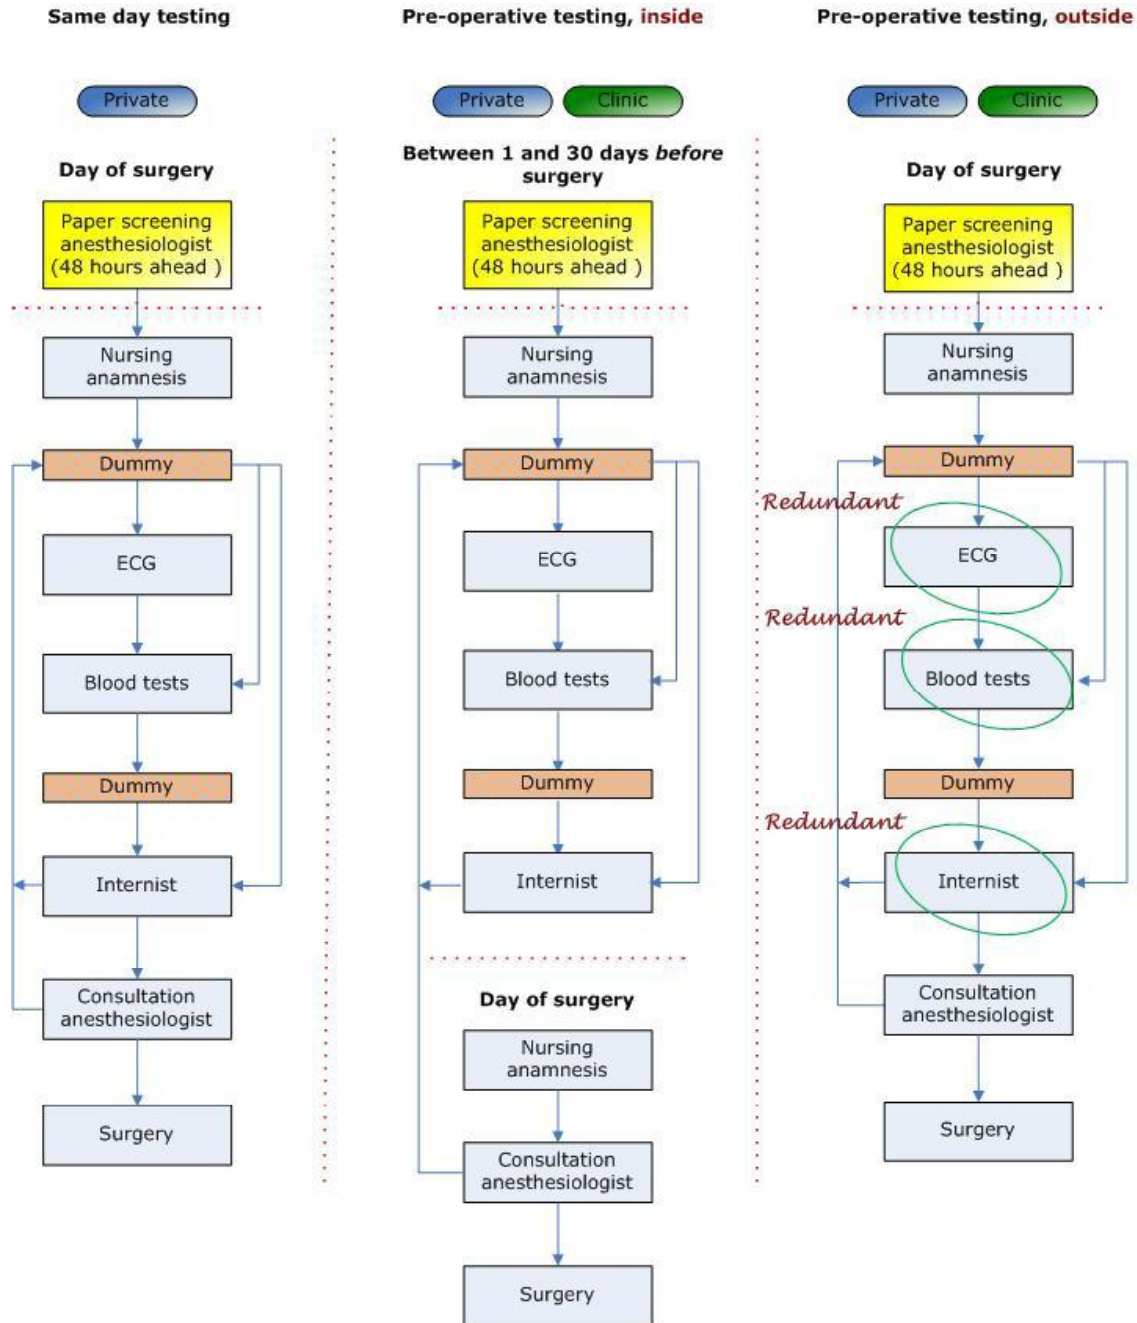 Same day testing
Private
Day of surgery
Paper screening
anesthesiologist
(48 hours ahead )
Nursing
anamnesis
Dummy
ECG
Blood tests
Dummy
Internist
Consultation
anesthesiologist
Surgery
Pre-operative testing, inside
Private
Clinic
Between 1 and 30 days before
surgery
Paper screening
anesthesiologist
(48 hours ahead )
Nursing
anamnesis
Dummy
ECG
Blood tests
Dummy
Internist
Day of surgery
Nursing
anamnesis
Consultation
anesthesiologist
Surgery
Pre-operative testing, outside
Private
Clinic
Day of surgery
Paper screening
anesthesiologist
(48 hours ahead )
Nursing
anamnesis
Dummy
Redundant
ECG
Redundant
Blood tests
Dummy
Redundant
Internist
Consultation
anesthesiologist
Surgery